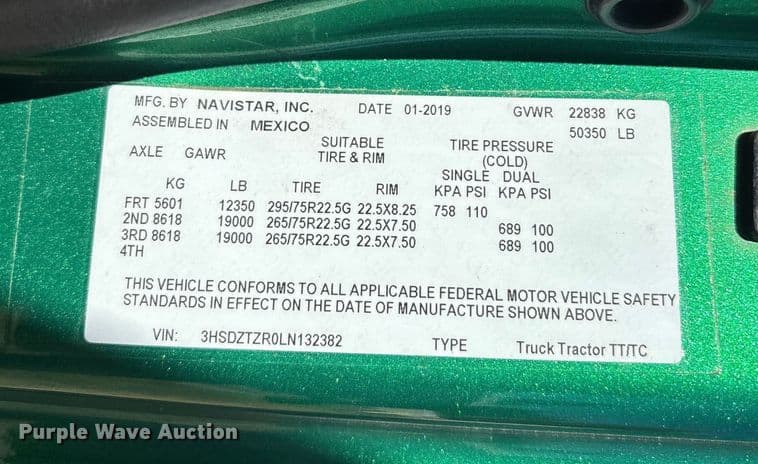 MFG. BY NAVISTAR, INC. DATE 01-2019 GVWR 22838 KG
ASSEMBLED IN MEXICO 50350 LB
SUITABLE TIRE PRESSURE
AXLE GAWR TIRE & RIM (COLD)
SINGLE DUAL
KG LB TIRE RIM KPA PSI KPA PSI
FRT 5601 12350 295/75R22.5G 22.5X8.25 758 110
2ND 8618 19000 265/75R22.5G 22.5X7.50 689 100
3RD 8618 19000 265/75R22.5G 22.5X7.50 689 100
4TH
THIS VEHICLE CONFORMS TO ALL APPLICABLE FEDERAL MOTOR VEHICLE SAFETY
STANDARDS IN EFFECT ON THE DATE OF MANUFACTURE SHOWN ABOVE.
VIN: 3HSDZTZR0LN132382 TYPE Truck Tractor TT/TC
Purple Wave Auction